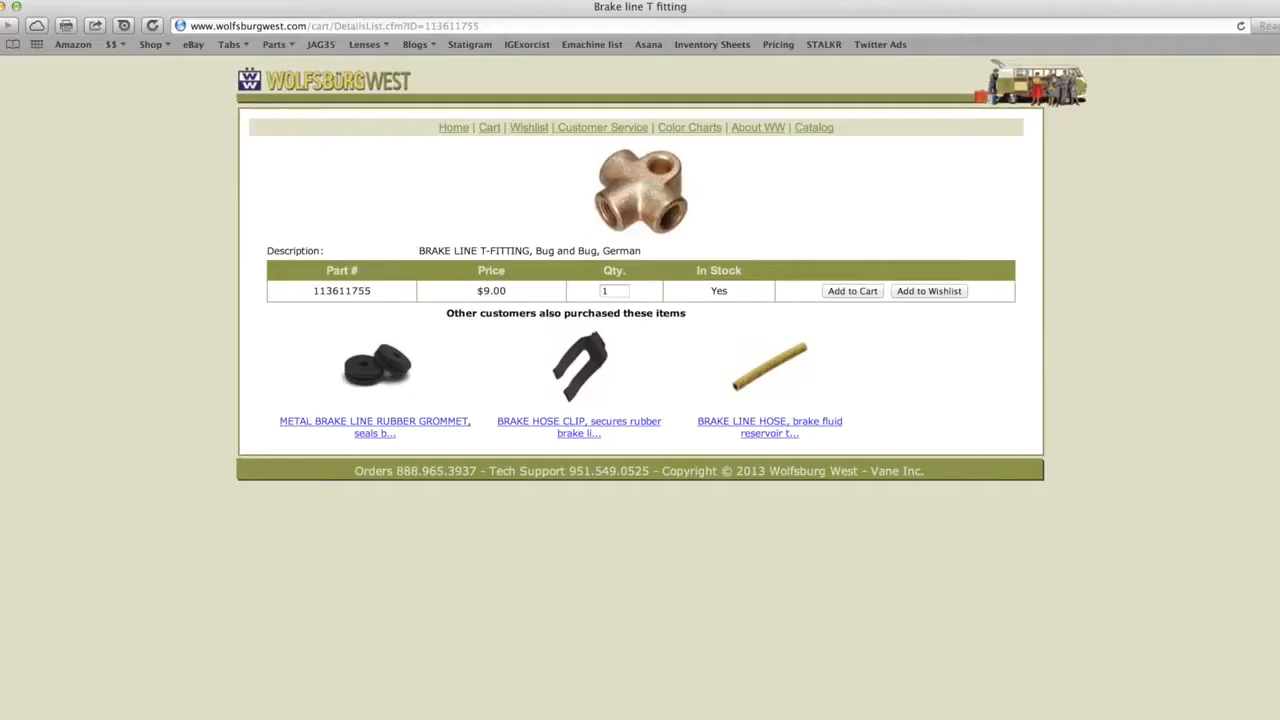 Brake line T fitting
www.wolfsburgwest.com/cart/DetailsList.cfm?ID=113611755
Amazon $$ Shop eBay Tabs Parts JAG35 Lenses Blogs Statigram IGExorcist Emachine list Asana Inventory Sheets Pricing STALKR Twitter Ads
WOLFSBURG WEST
Home | Cart | Wishlist | Customer Service | Color Charts | About WW | Catalog
Description: BRAKE LINE T-FITTING, Bug and Bug, German
Part # Price Qty. In Stock
113611755 $9.00 1 Yes Add to Cart Add to Wishlist
Other customers also purchased these items
METAL BRAKE LINE RUBBER GROMMET, BRAKE HOSE CLIP, secures rubber BRAKE LINE HOSE, brake fluid
seals b... brake li... reservoir t...
Orders 888.965.3937 - Tech Support 951.549.0525 - Copyright © 2013 Wolfsburg West - Vane Inc.